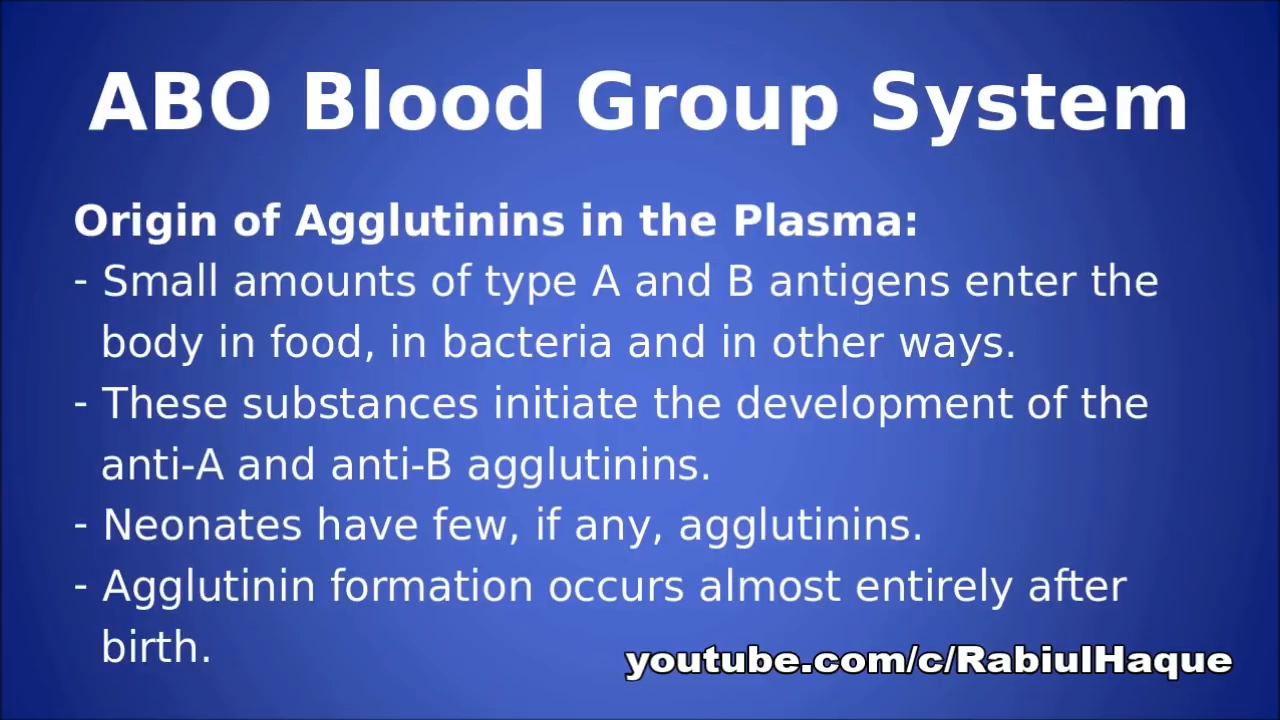 ABO Blood Group System
Origin of Agglutinins in the Plasma:
- Small amounts of type A and B antigens enter the
body in food, in bacteria and in other ways.
- These substances initiate the development of the
anti-A and anti-B agglutinins.
- Neonates have few, if any, agglutinins.
- Agglutinin formation occurs almost entirely after
birth.
youtube.com/c/RabiulHaque